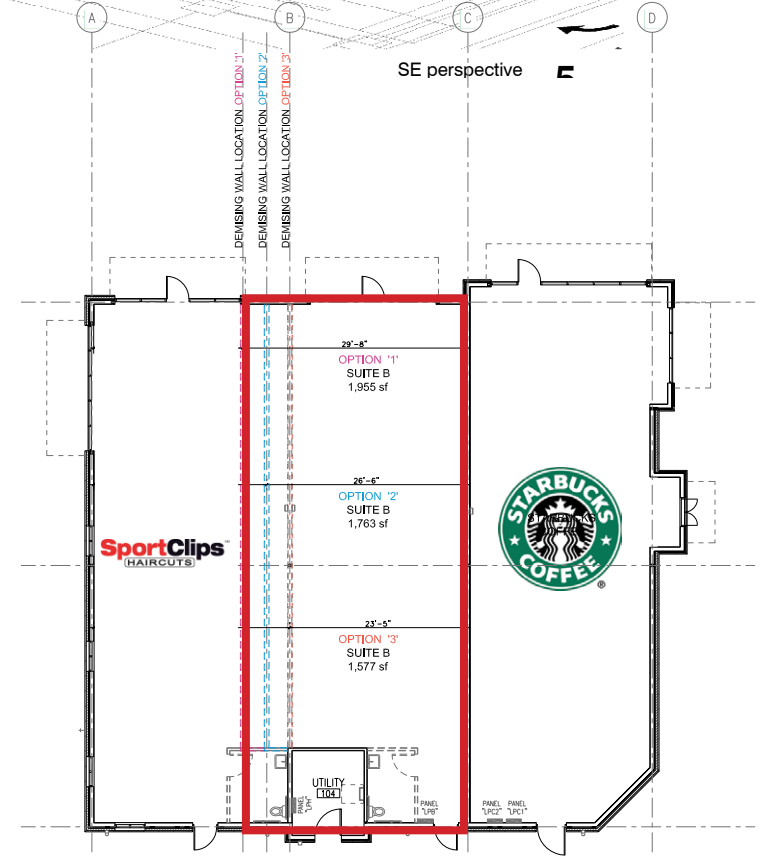 A
B
C
D
SE perspective
DEMISING WALL LOCATION OPTION '1'
DEMISING WALL LOCATION OPTION '2'
DEMISING WALL LOCATION OPTION '3'
29'-8"
OPTION '1'
SUITE B
1,955 sf
26'-6"
OPTION '2'
SUITE B
1,763 sf
SportClips
HAIRCUTS
STARBUCKS
COFFEE
®
23'-5"
OPTION '3'
SUITE B
1,577 sf
UTILITY
104
PANEL
"LPH"
PANEL
"LPB"
PANEL
"LPC2"
PANEL
"LPC1"